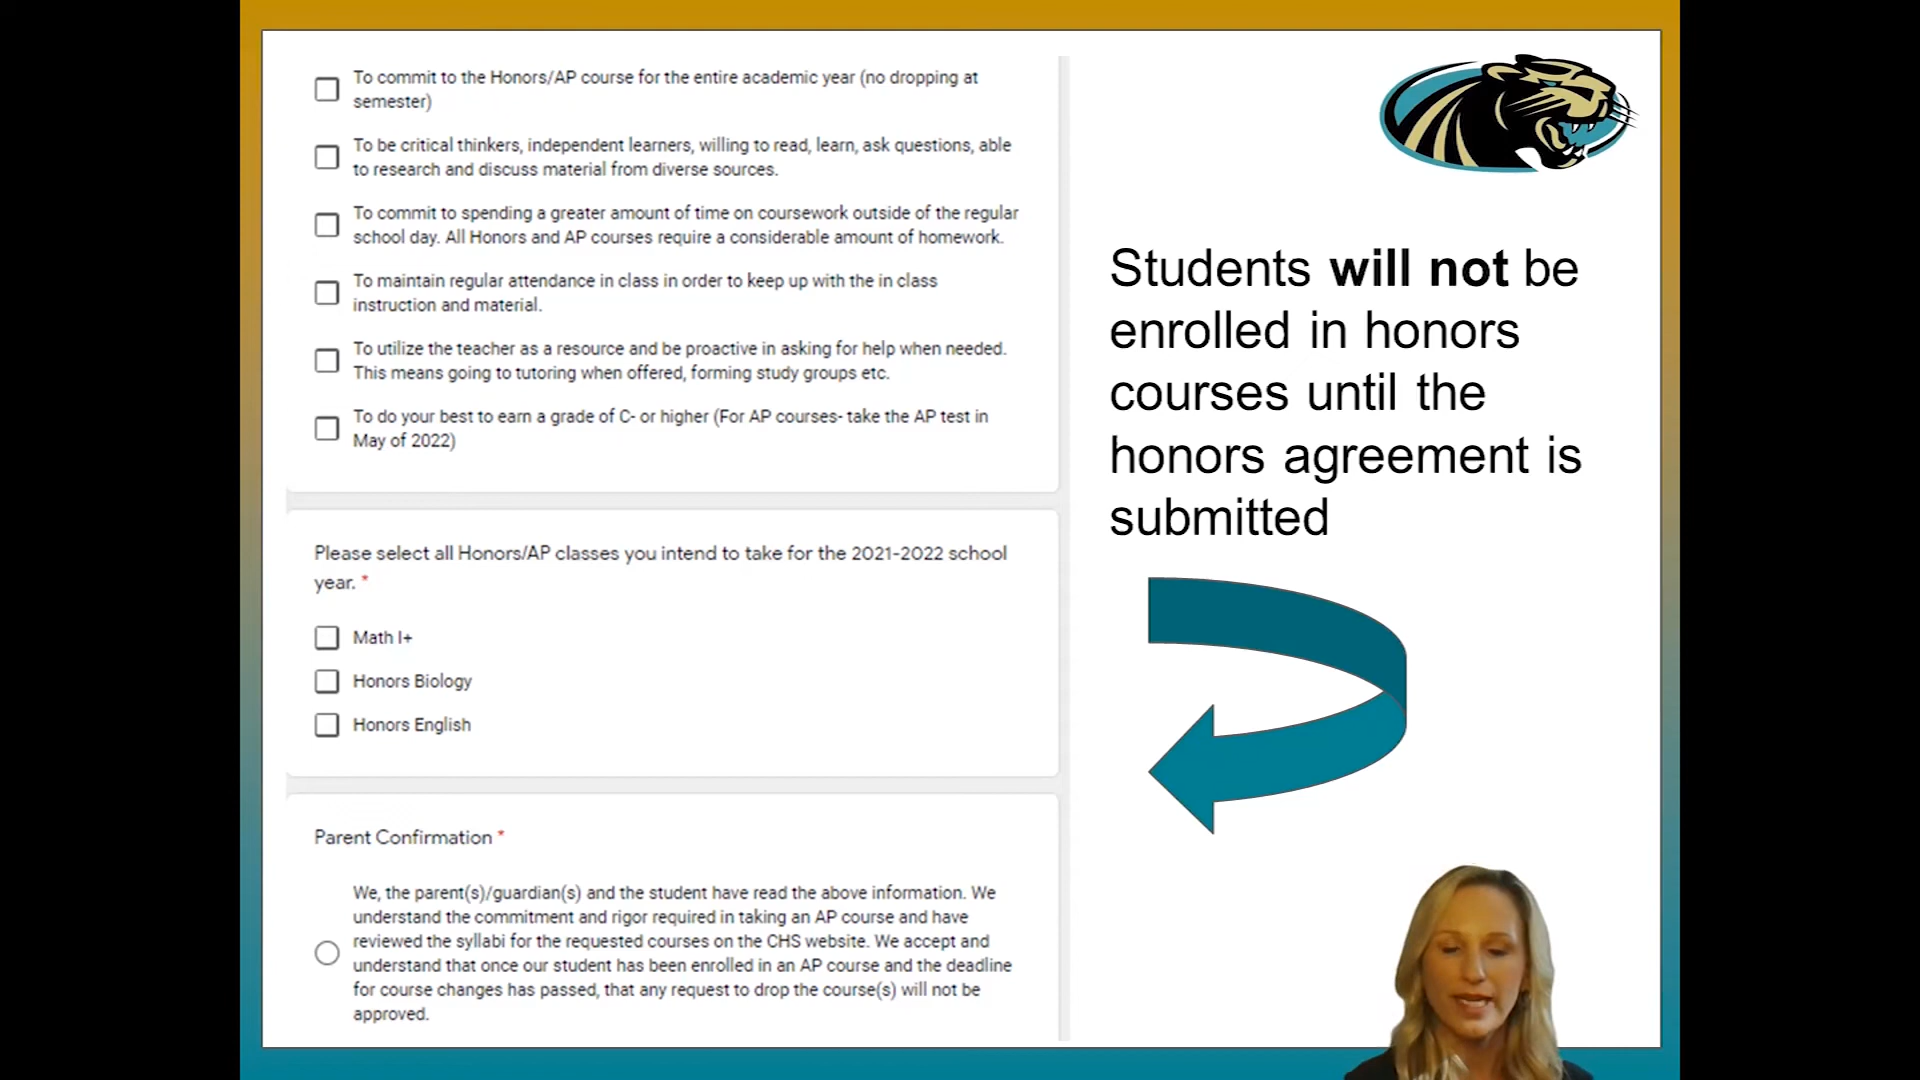 To commit to the Honors/AP course for the entire academic year (no dropping at
semester)
To be critical thinkers, independent learners, willing to read, learn, ask questions, able
to research and discuss material from diverse sources.
To commit to spending a greater amount of time on coursework outside of the regular
school day. All Honors and AP courses require a considerable amount of homework.
To maintain regular attendance in class in order to keep up with the in class
instruction and material.
To utilize the teacher as a resource and be proactive in asking for help when needed.
This means going to tutoring when offered, forming study groups etc.
To do your best to earn a grade of C- or higher (For AP courses- take the AP test in
May of 2022)
Please select all Honors/AP classes you intend to take for the 2021-2022 school
year. *
Math I+
Honors Biology
Honors English
Parent Confirmation *
We, the parent(s)/guardian(s) and the student have read the above information. We
understand the commitment and rigor required in taking an AP course and have
reviewed the syllabi for the requested courses on the CHS website. We accept and
understand that once our student has been enrolled in an AP course and the deadline
for course changes has passed, that any request to drop the course(s) will not be
approved.
Students will not be
enrolled in honors
courses until the
honors agreement is
submitted